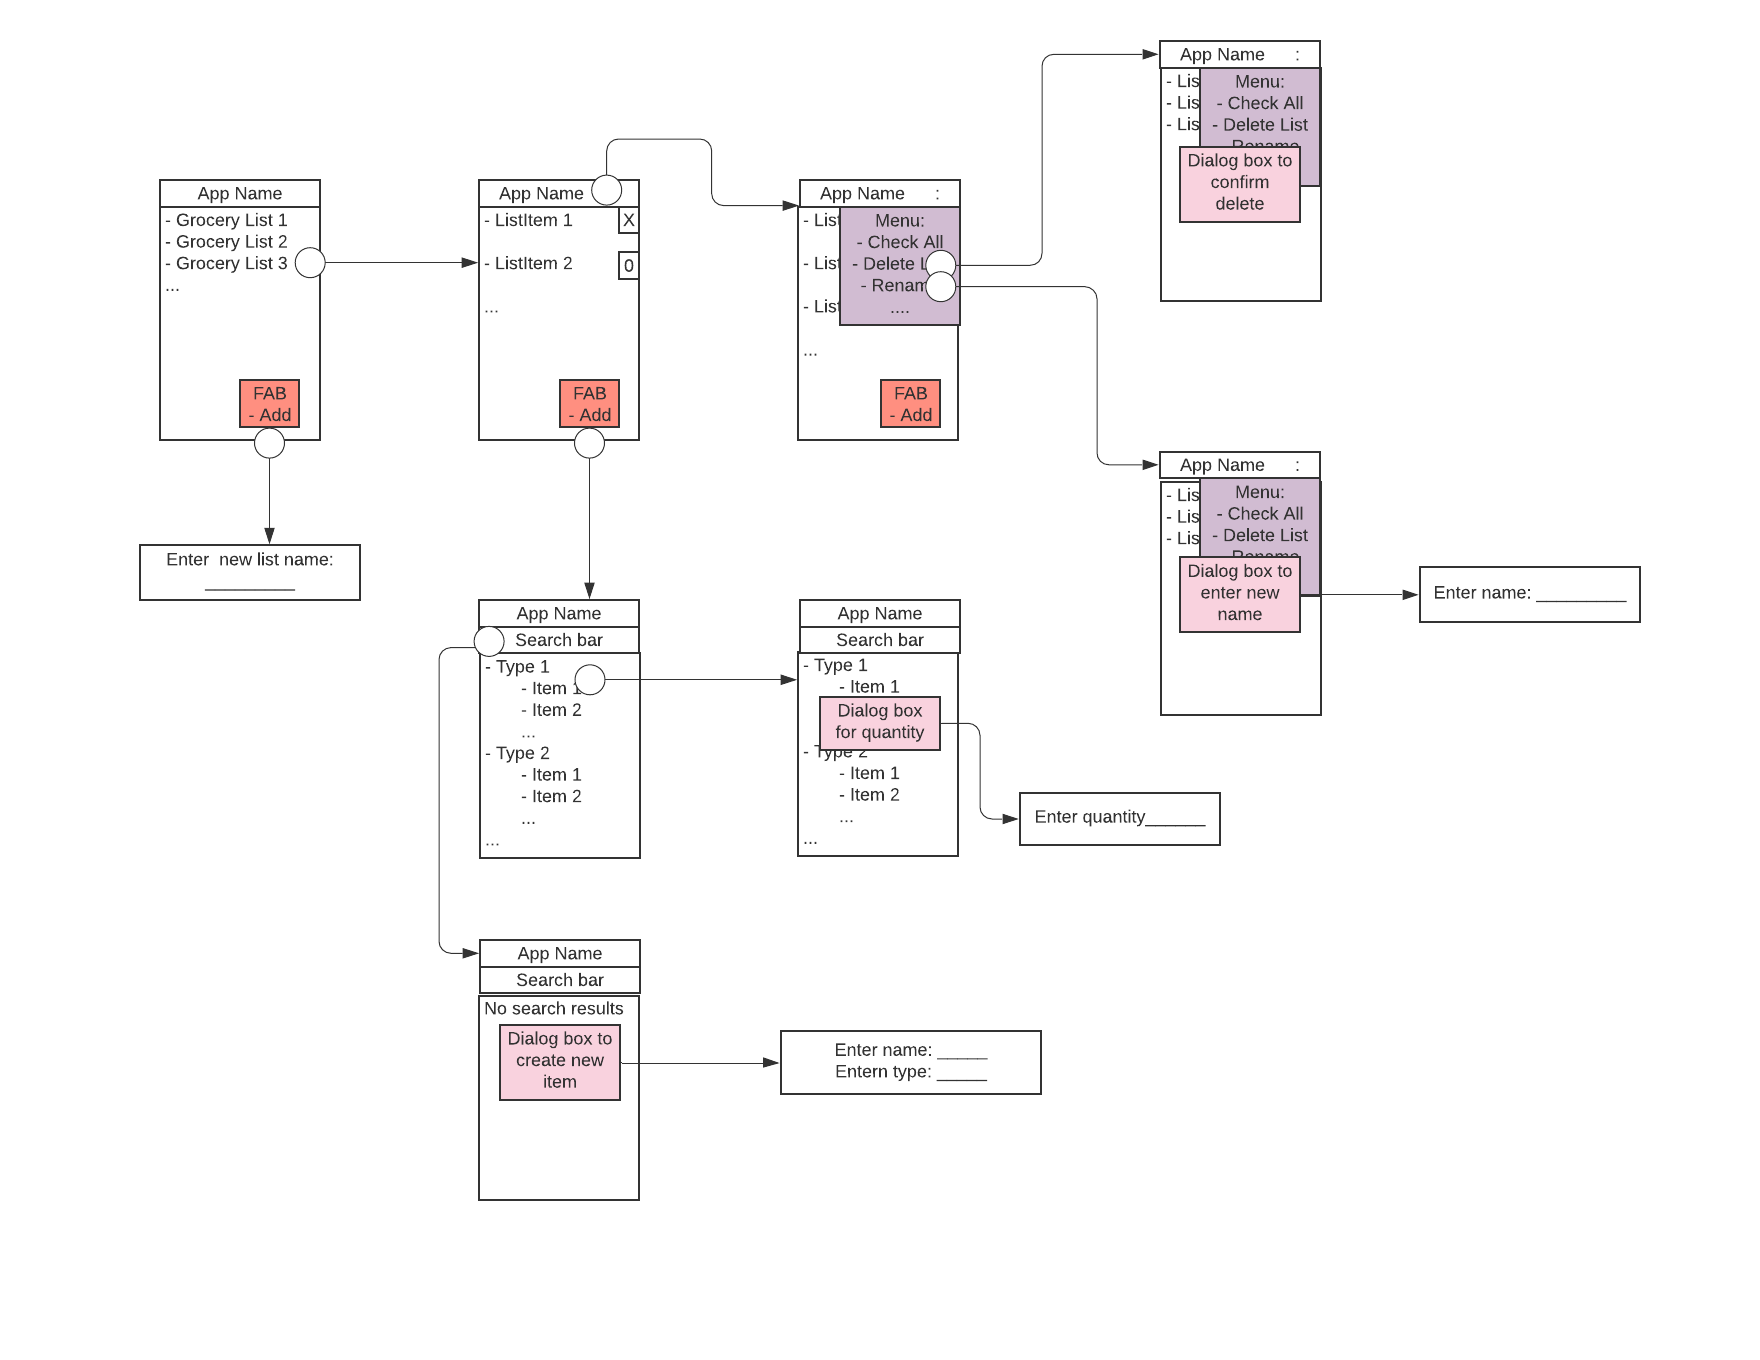 App Name
- Grocery List 1
- Grocery List 2
- Grocery List 3
...
FAB
- Add
Enter  new list name:
_________
App Name
- ListItem 1
X
- ListItem 2
0
...
FAB
- Add
App Name :
- List
- List
- List
...
Menu:
- Check All
- Delete L
- Renam
....
FAB
- Add
App Name :
- Lis
- Lis
- Lis
Menu:
- Check All
- Delete List
- Rename
Dialog box to
confirm
delete
App Name :
- Lis
- Lis
- Lis
Menu:
- Check All
- Delete List
- Rename
Dialog box to
enter new
name
Enter name: _________
App Name
Search bar
- Type 1
- Item 1
- Item 2
...
- Type 2
- Item 1
- Item 2
...
...
App Name
Search bar
- Type 1
- Item 1
Dialog box
for quantity
- Type 2
- Item 1
- Item 2
...
...
Enter quantity______
App Name
Search bar
No search results
Dialog box to
create new
item
Enter name: _____
Entern type: _____